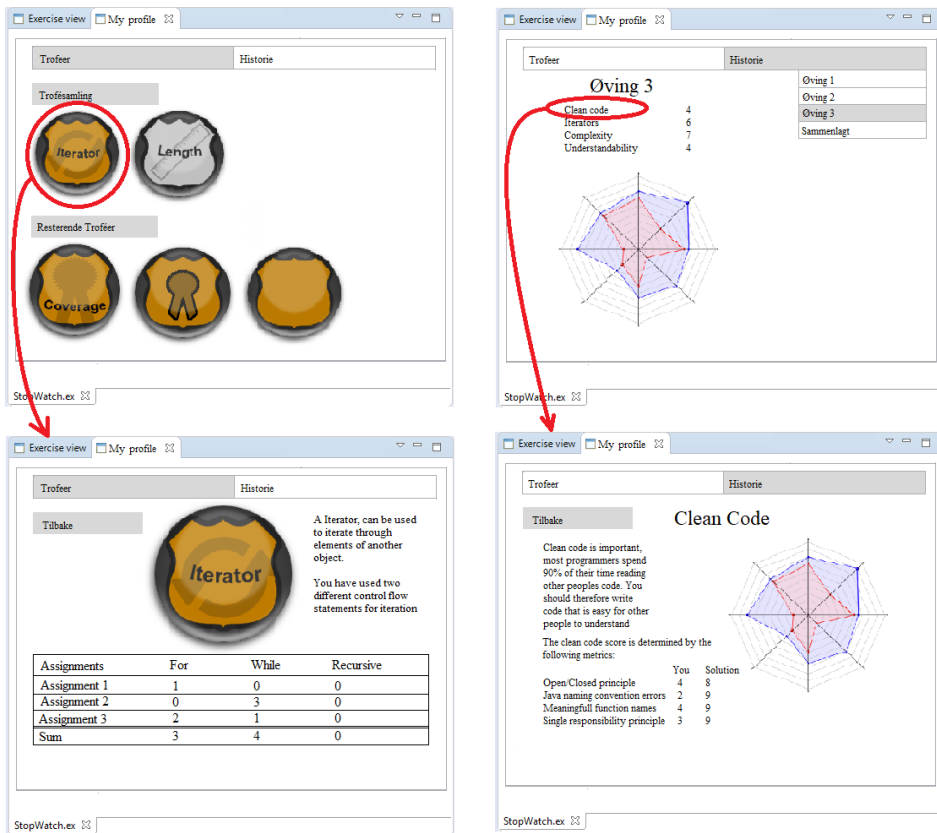 Exercise view My profile
Trofeer Historie
Trofésamling
Iterator Length
Resterende Troféer
Coverage
StopWatch.ex
Exercise view My profile
Trofeer Historie
Øving 3
Øving 1
Øving 2
Øving 3
Sammenlagt
Clean code 4
Iterators 6
Complexity 7
Understandability 4
StopWatch.ex
Exercise view My profile
Trofeer Historie
Tilbake
Iterator
A Iterator, can be used
to iterate through
elements of another
object.
You have used two
different control flow
statements for iteration
Assignments For While Recursive
Assignment 1 1 0 0
Assignment 2 0 3 0
Assignment 3 2 1 0
Sum 3 4 0
StopWatch.ex
Exercise view My profile
Trofeer Historie
Tilbake
Clean Code
Clean code is important,
most programmers spend
90% of their time reading
other peoples code. You
should therefore write
code that is easy for other
people to understand
The clean code score is determined by the
following metrics:
You Solution
Open/Closed principle 4 8
Java naming convention errors 2 9
Meaningfull function names 4 9
Single responsibility principle 3 9
StopWatch.ex